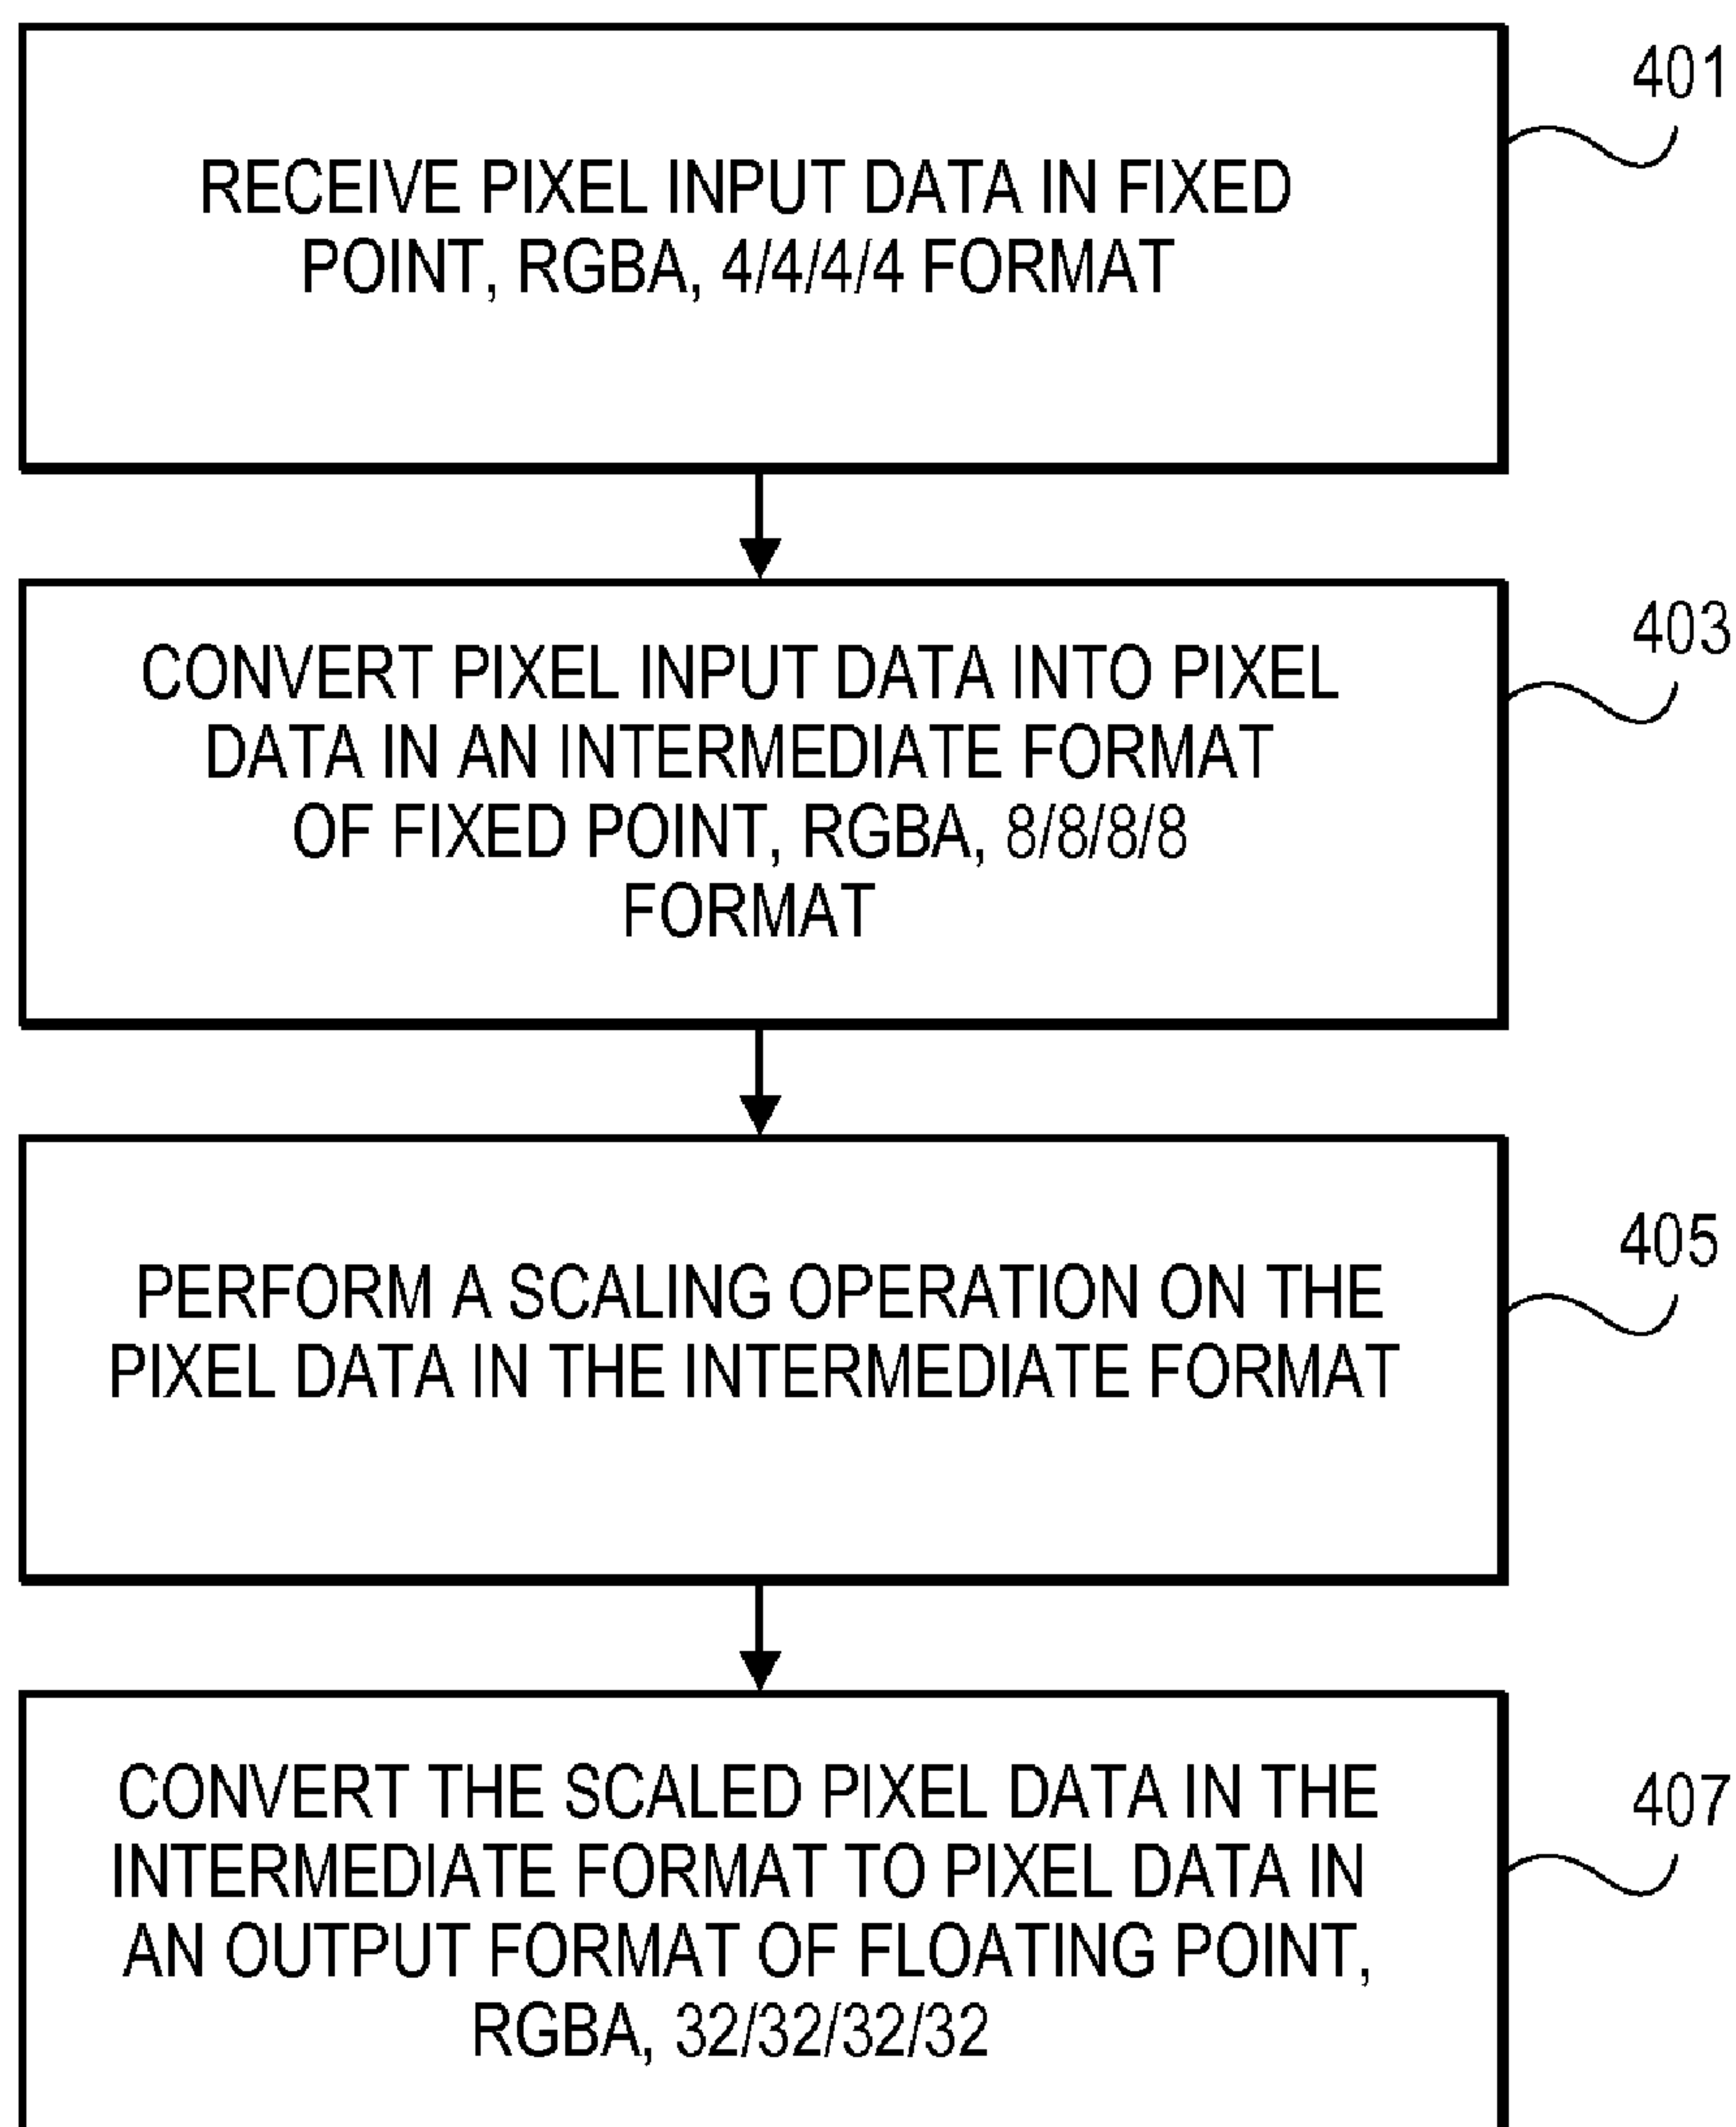 401
RECEIVE PIXEL INPUT DATA IN FIXED
POINT, RGBA, 4/4/4/4 FORMAT
403
CONVERT PIXEL INPUT DATA INTO PIXEL
DATA IN AN INTERMEDIATE FORMAT
OF FIXED POINT, RGBA, 8/8/8/8
FORMAT
405
PERFORM A SCALING OPERATION ON THE
PIXEL DATA IN THE INTERMEDIATE FORMAT
407
CONVERT THE SCALED PIXEL DATA IN THE
INTERMEDIATE FORMAT TO PIXEL DATA IN
AN OUTPUT FORMAT OF FLOATING POINT,
RGBA, 32/32/32/32